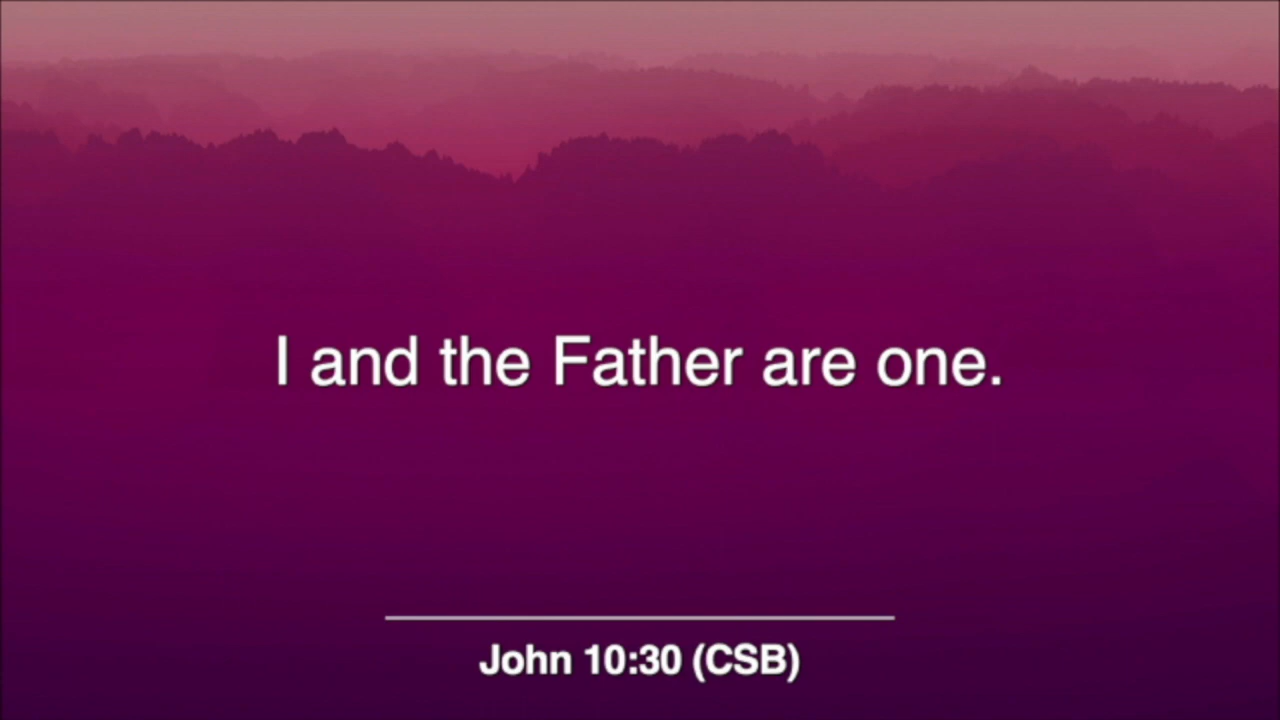 I and the Father are one.
John 10:30 (CSB)